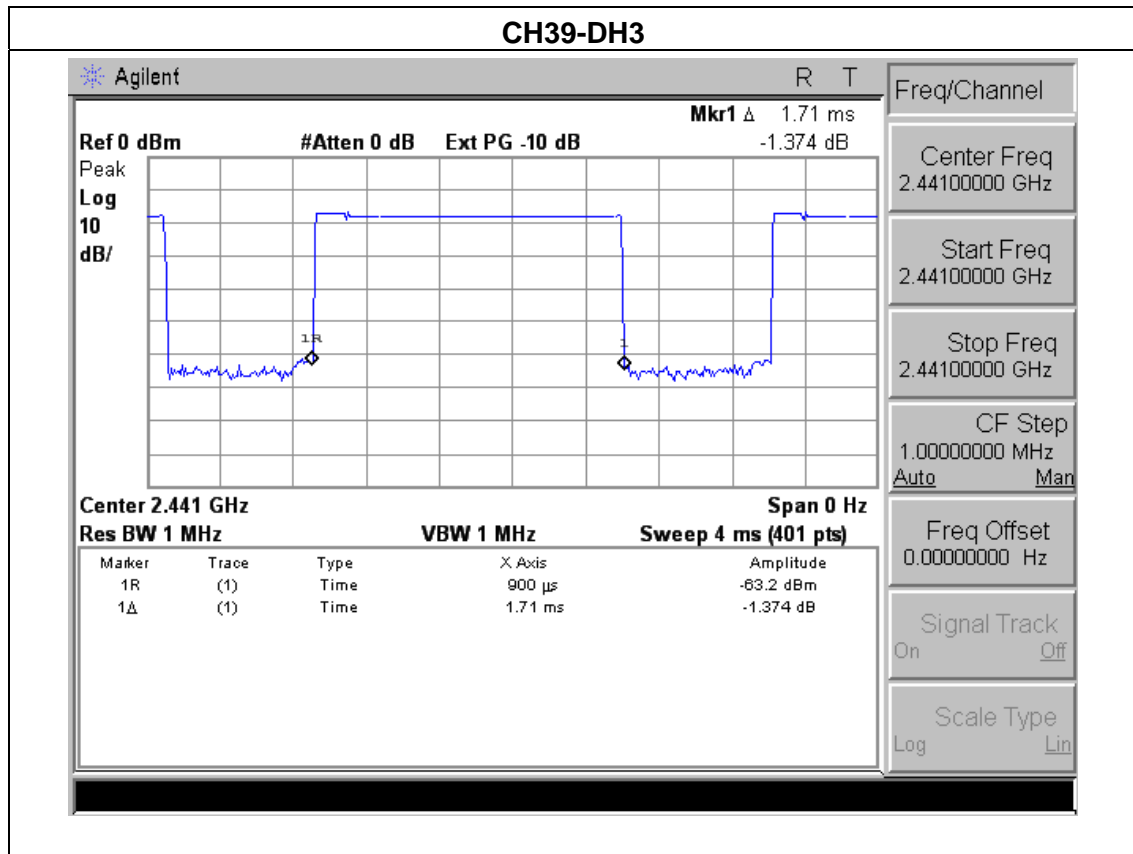 CH39-DH3
Agilent R T
Mkr1 Δ 1.71 ms
Ref 0 dBm #Atten 0 dB Ext PG -10 dB -1.374 dB
Peak
Log
10
dB/
1R
1
Center 2.441 GHz Span 0 Hz
Res BW 1 MHz VBW 1 MHz Sweep 4 ms (401 pts)
Marker Trace Type X Axis Amplitude
1R (1) Time 900 µs -63.2 dBm
1Δ (1) Time 1.71 ms -1.374 dB
Freq/Channel
Center Freq
2.44100000 GHz
Start Freq
2.44100000 GHz
Stop Freq
2.44100000 GHz
CF Step
1.00000000 MHz
Auto Man
Freq Offset
0.00000000 Hz
Signal Track
On Off
Scale Type
Log Lin